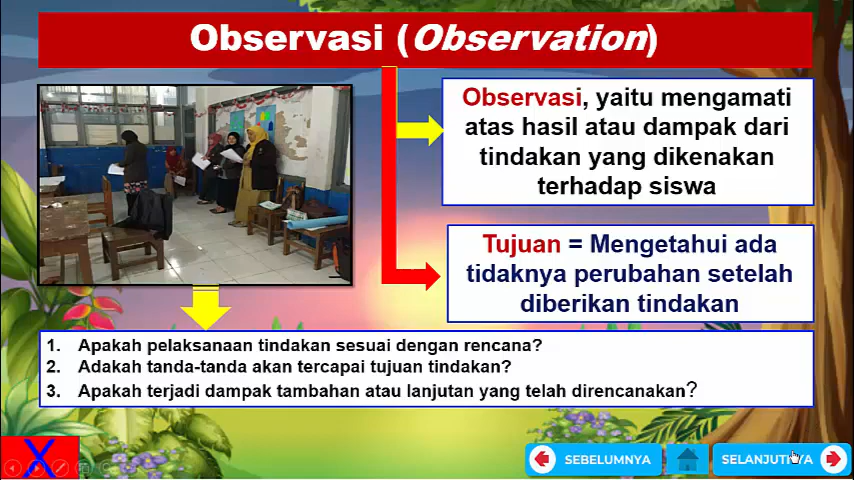 Observasi (Observation)
Observasi, yaitu mengamati
atas hasil atau dampak dari
tindakan yang dikenakan
terhadap siswa
Tujuan = Mengetahui ada
tidaknya perubahan setelah
diberikan tindakan
1. Apakah pelaksanaan tindakan sesuai dengan rencana?
2. Adakah tanda-tanda akan tercapai tujuan tindakan?
3. Apakah terjadi dampak tambahan atau lanjutan yang telah direncanakan?
X
SEBELUMNYA
SELANJUTNYA